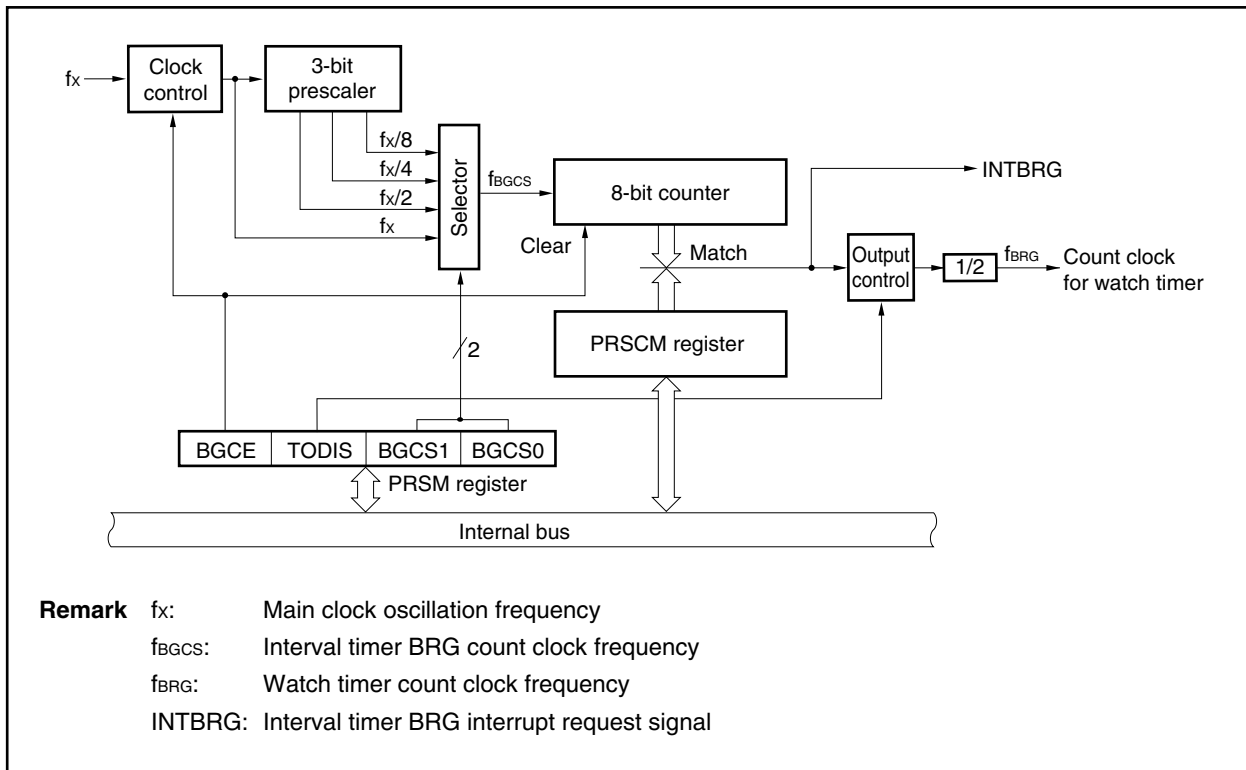 fX
Clock
control
3-bit
prescaler
fX/8
fX/4
fX/2
fX
Selector
fBGCS
8-bit counter
Clear
Match
INTBRG
Output
control
1/2
fBRG
Count clock
for watch timer
PRSCM register
2
BGCE TODIS BGCS1 BGCS0
PRSM register
Internal bus
Remark fX: Main clock oscillation frequency
fBGCS: Interval timer BRG count clock frequency
fBRG: Watch timer count clock frequency
INTBRG: Interval timer BRG interrupt request signal